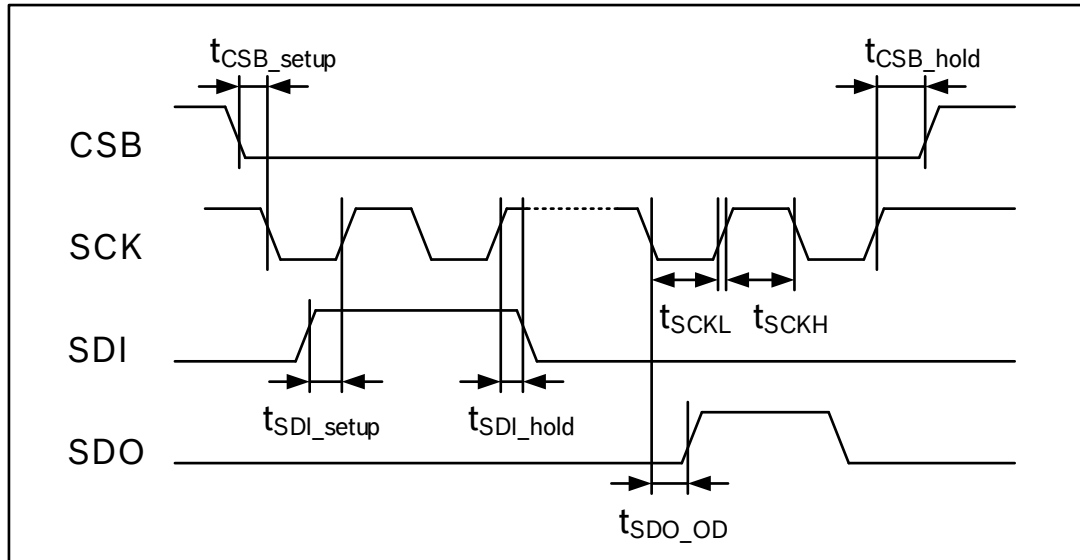 tCSB_setup
tCSB_hold
CSB
SCK
tSCKL
tSCKH
SDI
tSDI_setup
tSDI_hold
SDO
tSDO_OD